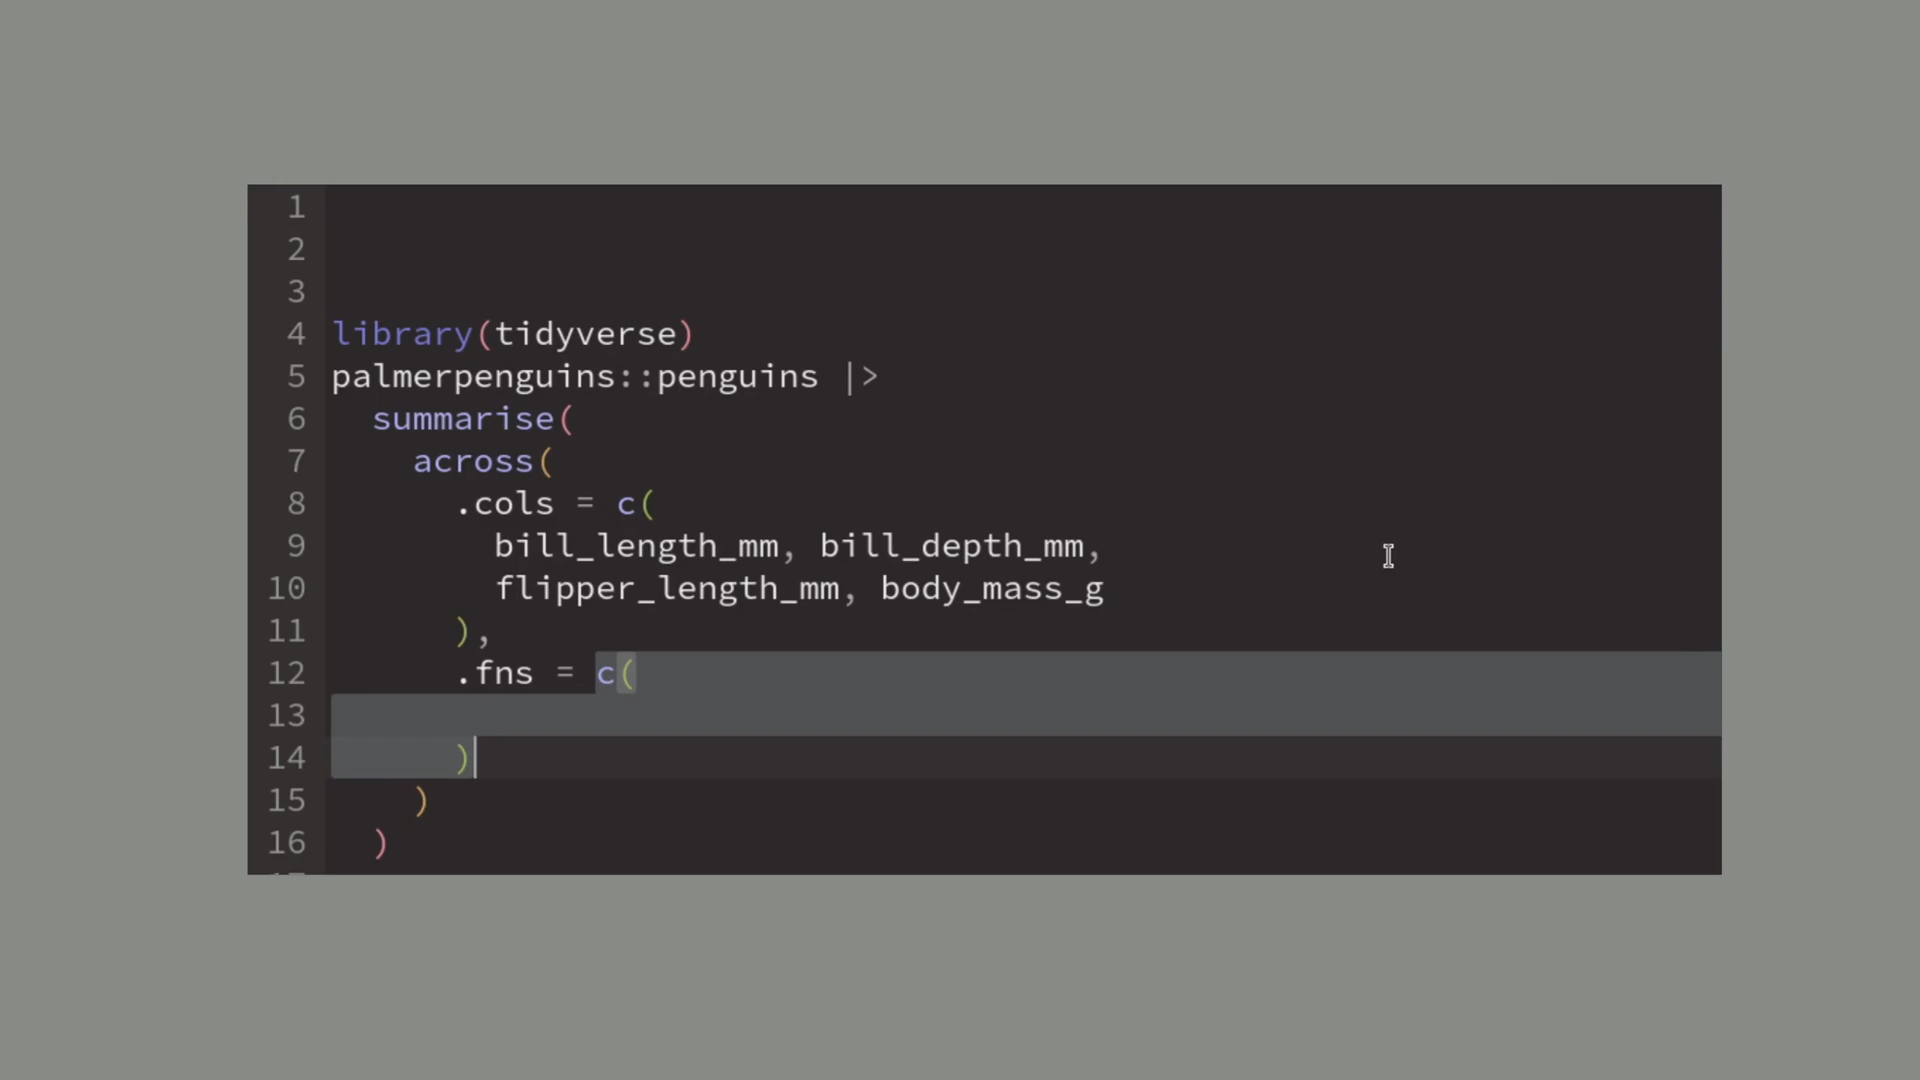 1
2
3
4 library(tidyverse)
5 palmerpenguins::penguins |>
6   summarise(
7     across(
8       .cols = c(
9         bill_length_mm, bill_depth_mm,
10         flipper_length_mm, body_mass_g
11       ),
12       .fns = c(
13
14       )
15     )
16   )